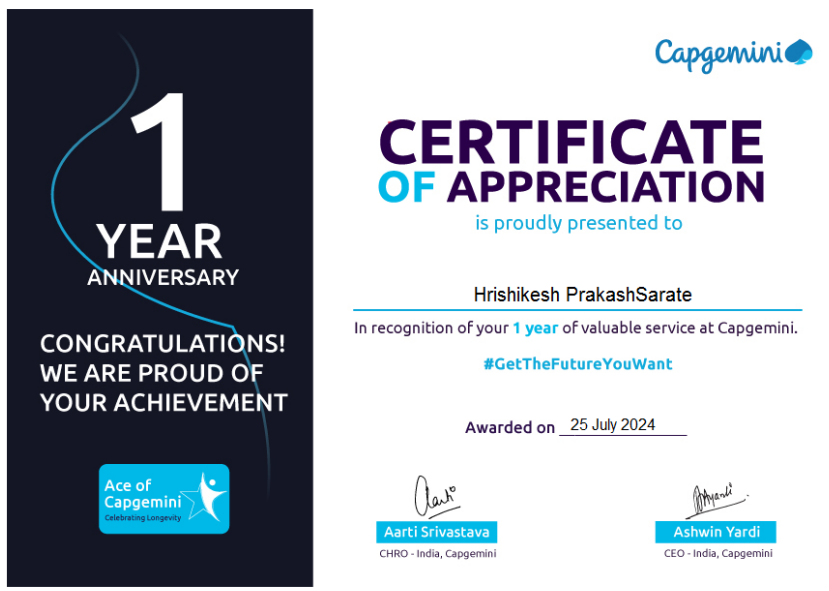 1
YEAR
ANNIVERSARY
CONGRATULATIONS!
WE ARE PROUD OF
YOUR ACHIEVEMENT
Ace of
Capgemini
Celebrating Longevity
Capgemini
CERTIFICATE
OF APPRECIATION
is proudly presented to
Hrishikesh PrakashSarate
In recognition of your 1 year of valuable service at Capgemini.
#GetTheFutureYouWant
Awarded on 25 July 2024
Aarti
Aarti Srivastava
CHRO - India, Capgemini
Ashwin Yardi
CEO - India, Capgemini